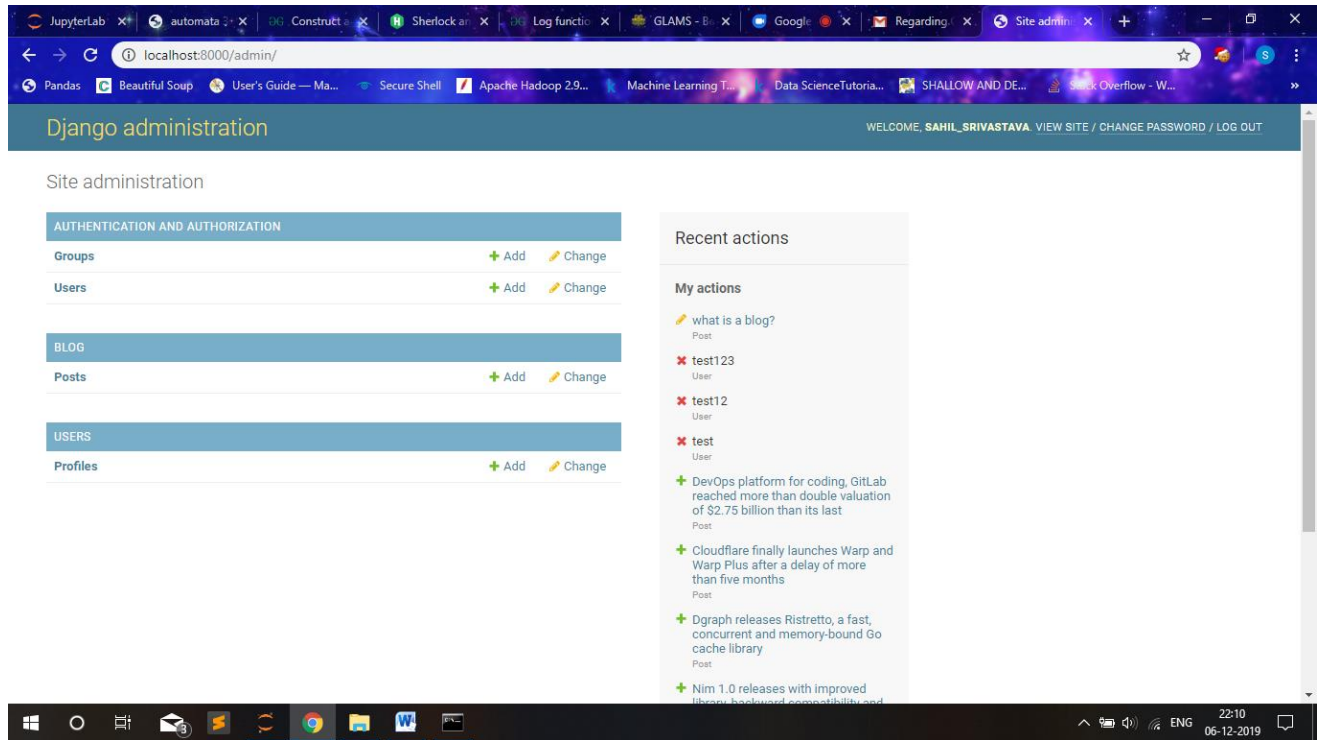 JupyterLab
automata
Construct a
Sherlock an
Log functio
GLAMS - B
Google
Regarding
Site admin
localhost:8000/admin/
S
Pandas
Beautiful Soup
User's Guide — Ma...
Secure Shell
Apache Hadoop 2.9...
Machine Learning T...
Data ScienceTutoria...
SHALLOW AND DE...
Stack Overflow - W...
»
Django administration
WELCOME, SAHIL_SRIVASTAVA. VIEW SITE / CHANGE PASSWORD / LOG OUT
Site administration
AUTHENTICATION AND AUTHORIZATION
Groups
Add
Change
Users
Add
Change
BLOG
Posts
Add
Change
USERS
Profiles
Add
Change
Recent actions
My actions
what is a blog?
Post
test123
User
test12
User
test
User
DevOps platform for coding, GitLab
reached more than double valuation
of $2.75 billion than its last
Post
Cloudflare finally launches Warp and
Warp Plus after a delay of more
than five months
Post
Dgraph releases Ristretto, a fast,
concurrent and memory-bound Go
cache library
Post
Nim 1.0 releases with improved
library, backward compatibility and
3
ENG
22:10
06-12-2019